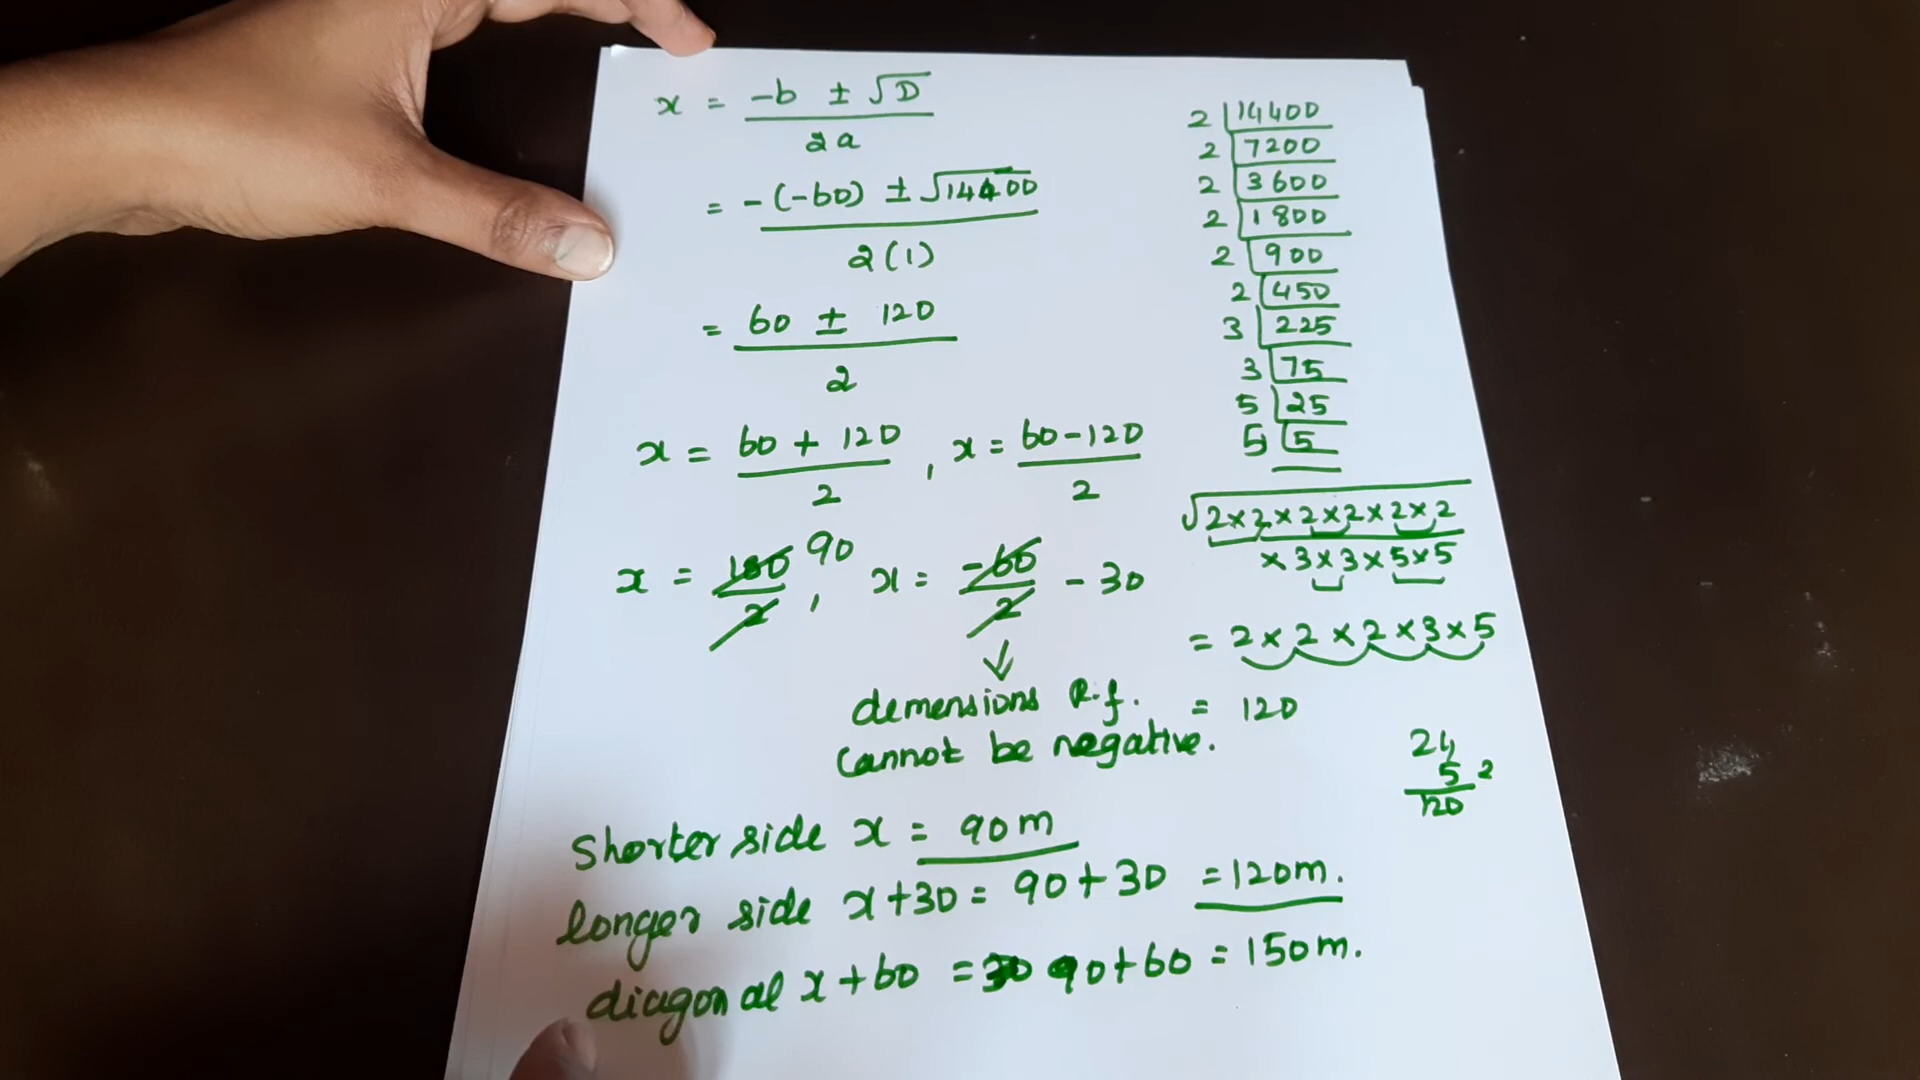 x = -b ± √D
2a
= -(-60) ± √14400
2(1)
= 60 ± 120
2
x = 60 + 120 , x = 60-120
2 2
x = 180 90 , x = -60 - 30
2 2
↓
demensions R.f.
cannot be negative.
Shorter side x = 90m
longer side x+30 = 90+30 = 120m.
diagonal x+60 = 90+60 = 150m.
2 14400
2 7200
2 3600
2 1800
2 900
2 450
3 225
3 75
5 25
5 5
√2×2×2×2×2×2
×3×3×5×5
= 2×2×2×3×5
= 120
24
5 2
120